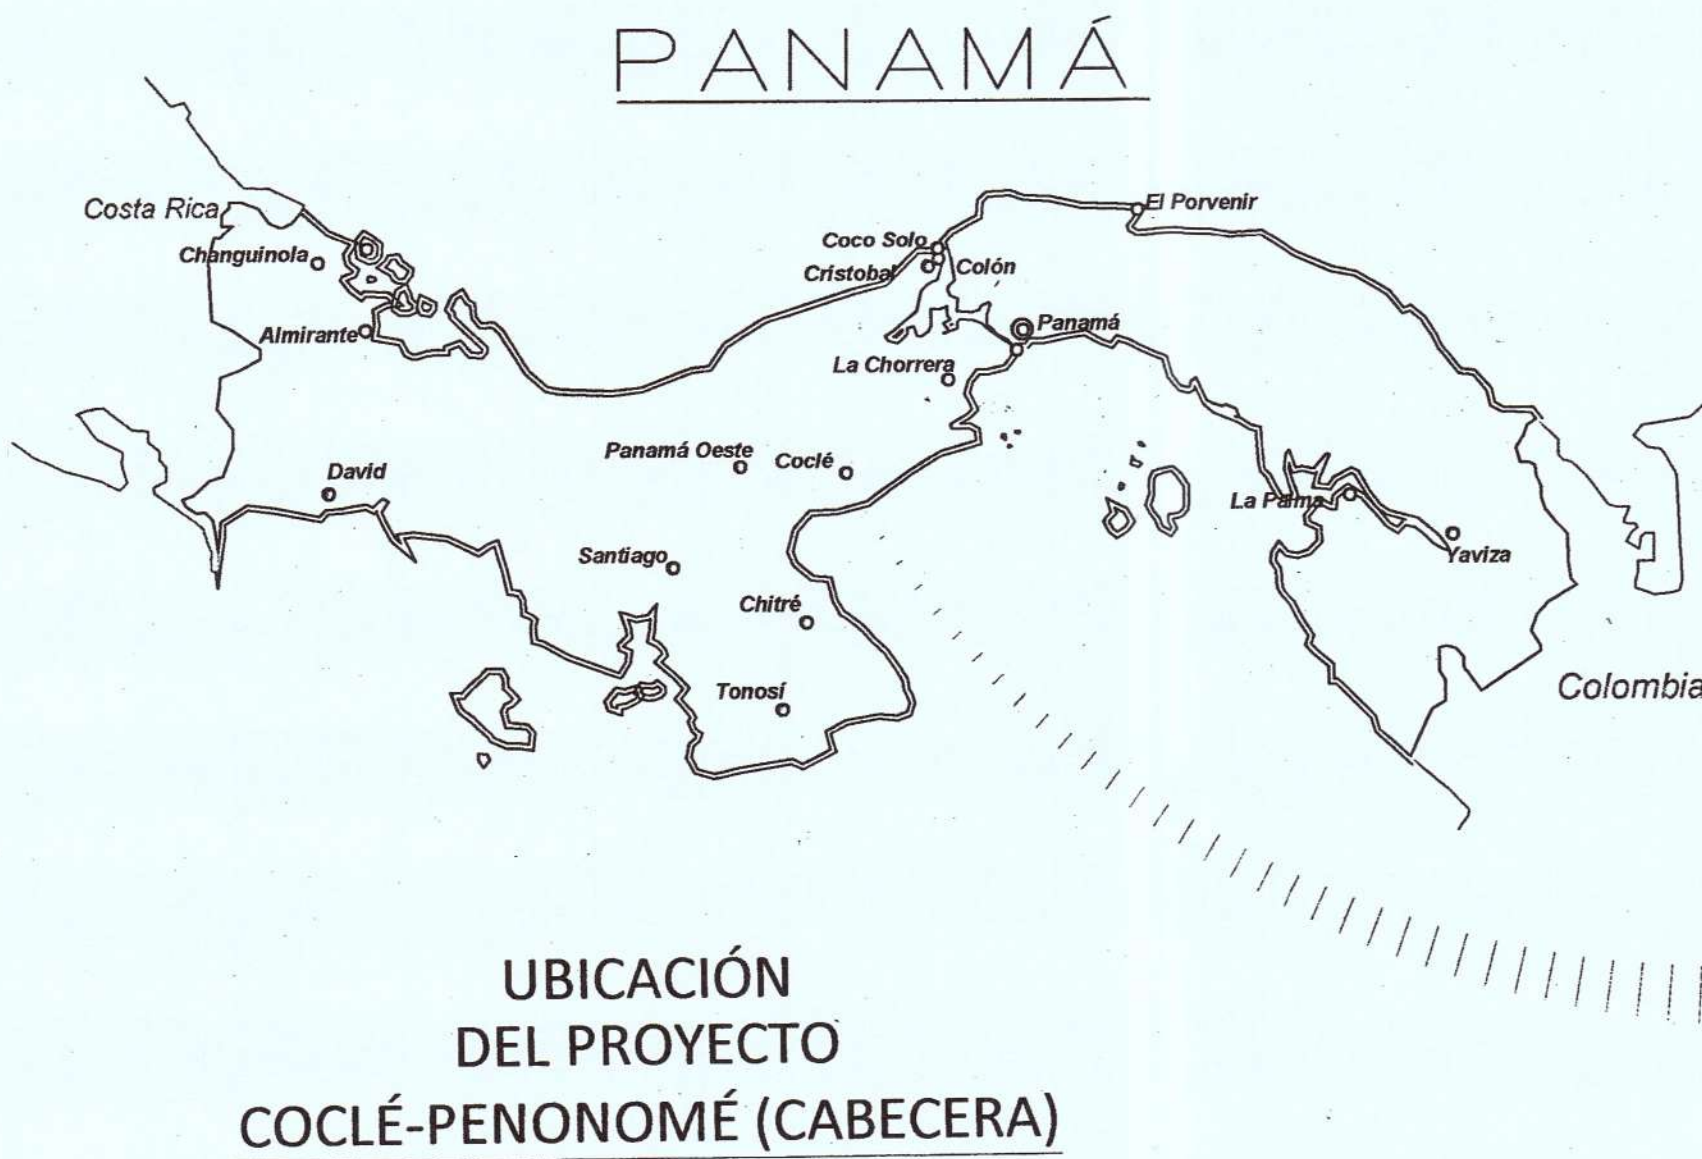 PANAMÁ
El Porvenir
Costa Rica
Coco Solo
Changuinola
Cristobal
Colón
Panamá
Almirante
La Chorrera
Panamá Oeste
Coclé
David
La Palma
Santiago
Yaviza
Chitré
Colombia
Tonosí
UBICACIÓN
DEL PROYECTO
COCLÉ-PENONOMÉ (CABECERA)